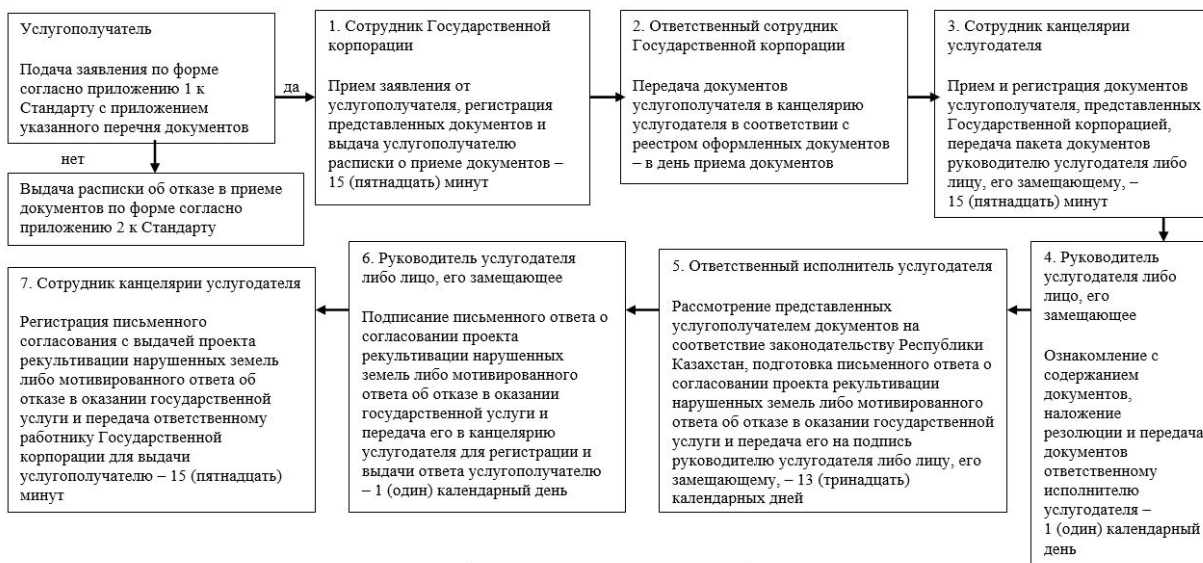 Услугополучатель
Подача заявления по форме
согласно приложению 1 к
Стандарту с приложением
указанного перечня документов
да
нет
Выдача расписки об отказе в приеме
документов по форме согласно
приложению 2 к Стандарту
1. Сотрудник Государственной
корпорации
Прием заявления от
услугополучателя, регистрация
представленных документов и
выдача услугополучателю
расписки о приеме документов –
15 (пятнадцать) минут
2. Ответственный сотрудник
Государственной корпорации
Передача документов
услугополучателя в канцелярию
услугодателя в соответствии с
реестром оформленных документов
– в день приема документов
3. Сотрудник канцелярии
услугодателя
Прием и регистрация документов
услугополучателя, представленных
Государственной корпорацией,
передача пакета документов
руководителю услугодателя либо
лицу, его замещающему, –
15 (пятнадцать) минут
4. Руководитель
услугодателя либо
лицо, его
замещающее
Ознакомление с
содержанием
документов,
наложение
резолюции и передача
документов
ответственному
исполнителю
услугодателя –
1 (один) календарный
день
5. Ответственный исполнитель услугодателя
Рассмотрение представленных
услугополучателем документов на
соответствие законодательству Республики
Казахстан, подготовка письменного ответа о
согласовании проекта рекультивации
нарушенных земель либо мотивированного
ответа об отказе в оказании государственной
услуги и передача его на подпись
руководителю услугодателя либо лицу, его
замещающему, – 13 (тринадцать)
календарных дней
6. Руководитель услугодателя
либо лицо, его замещающее
Подписание письменного ответа о
согласовании проекта
рекультивации нарушенных
земель либо мотивированного
ответа об отказе в оказании
государственной услуги и
передача его в канцелярию
услугодателя для регистрации и
выдачи ответа услугополучателю
– 1 (один) календарный день
7. Сотрудник канцелярии услугодателя
Регистрация письменного
согласования с выдачей проекта
рекультивации нарушенных земель
либо мотивированного ответа об
отказе в оказании государственной
услуги и передача ответственному
работнику Государственной
корпорации для выдачи
услугополучателю – 15 (пятнадцать)
минут